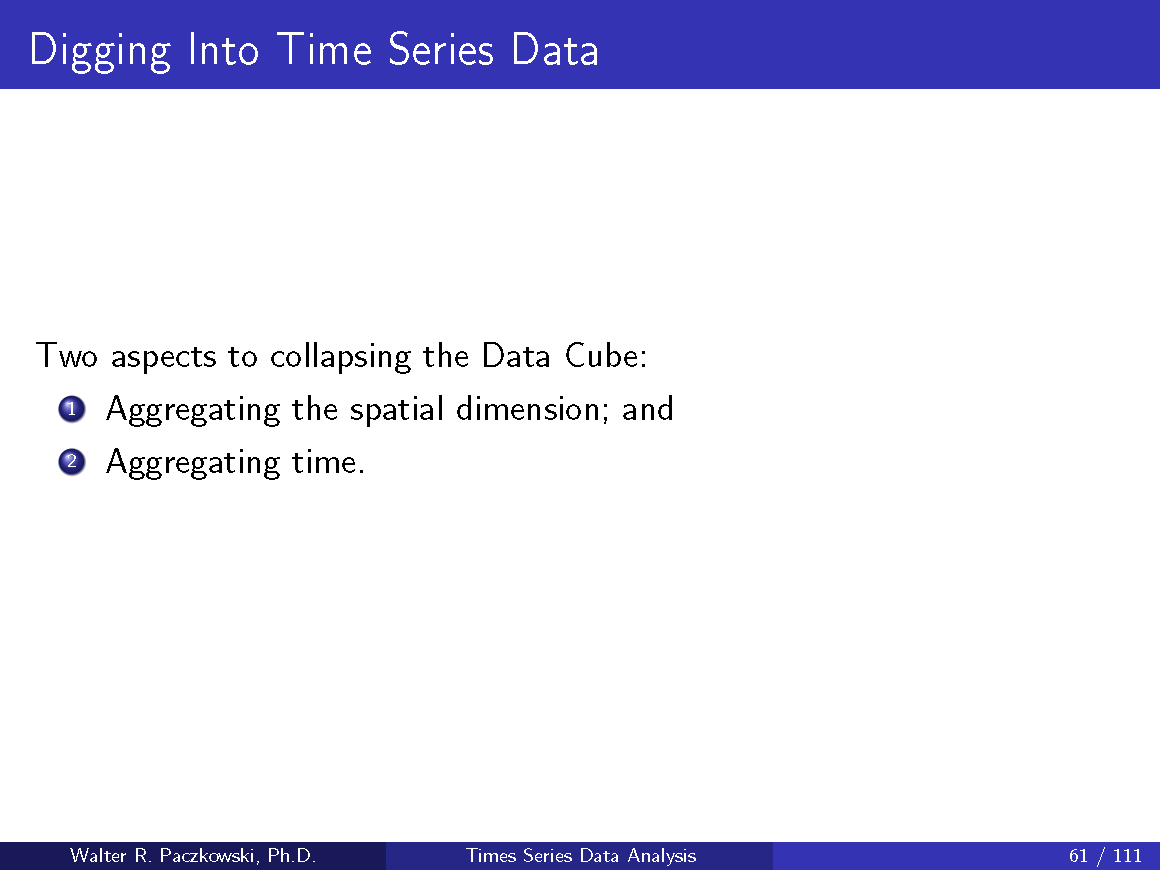 Digging Into Time Series Data
Two aspects to collapsing the Data Cube:
1 Aggregating the spatial dimension; and
2 Aggregating time.
Walter R. Paczkowski, Ph.D.
Times Series Data Analysis
61 / 111